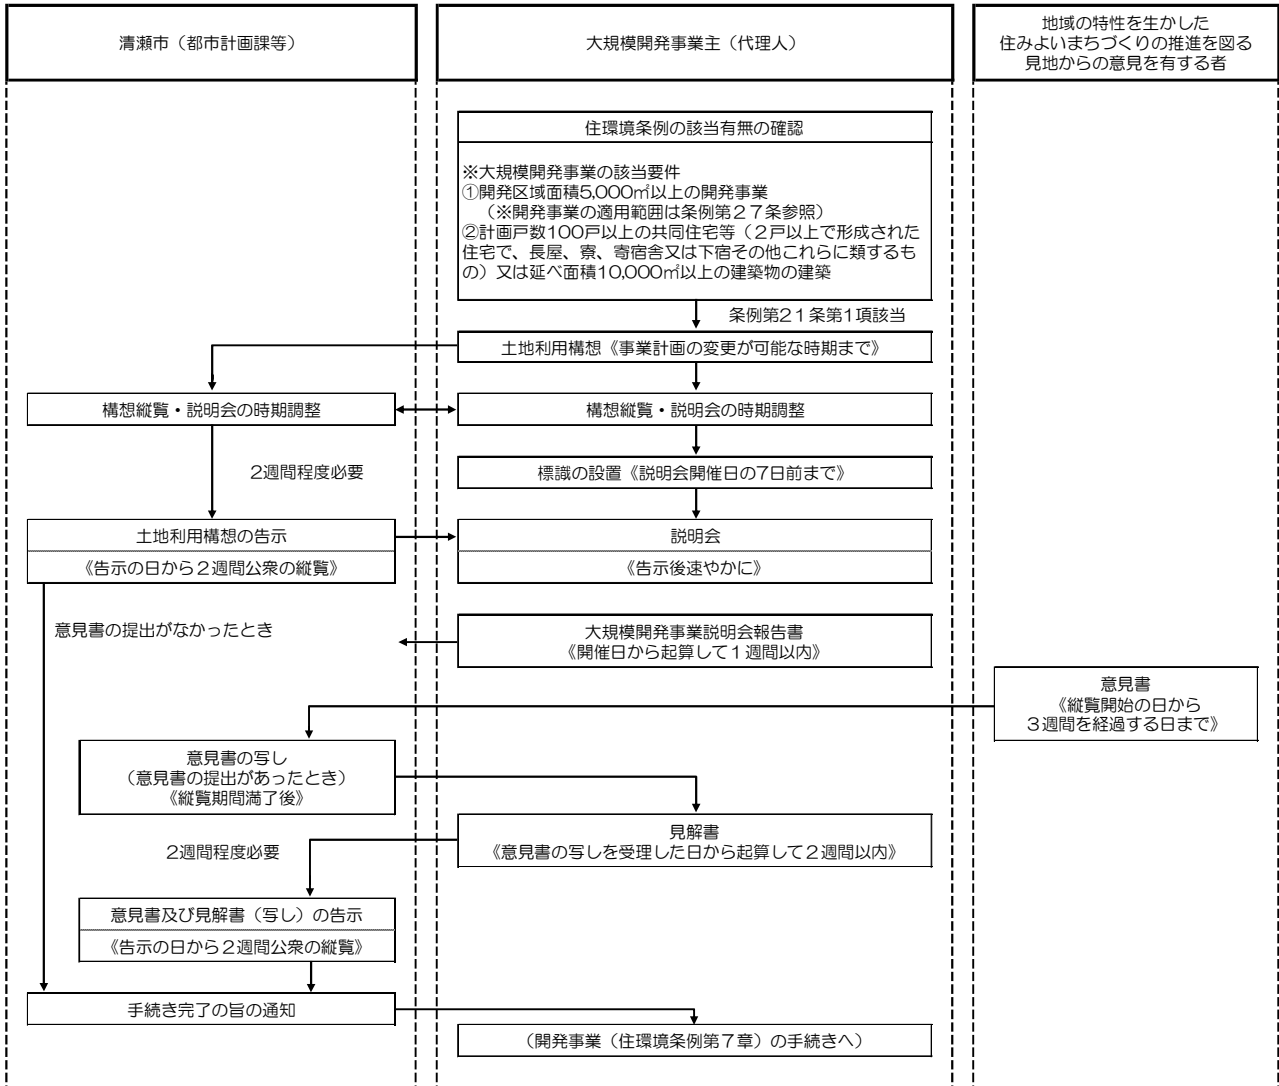 清瀬市（都市計画課等）
大規模開発事業主（代理人）
地域の特性を生かした
住みよいまちづくりの推進を図る
見地からの意見を有する者
住環境条例の該当有無の確認
※大規模開発事業の該当要件
①開発区域面積5,000㎡以上の開発事業
（※開発事業の適用範囲は条例第２７条参照）
②計画戸数100戸以上の共同住宅等（２戸以上で形成された
住宅で、長屋、寮、寄宿舎又は下宿その他これらに類するも
の）又は延べ面積10,000㎡以上の建築物の建築
条例第２１条第１項該当
土地利用構想《事業計画の変更が可能な時期まで》
構想縦覧・説明会の時期調整
構想縦覧・説明会の時期調整
2週間程度必要
標識の設置《説明会開催日の7日前まで》
土地利用構想の告示
《告示の日から２週間公衆の縦覧》
説明会
《告示後速やかに》
意見書の提出がなかったとき
大規模開発事業説明会報告書
《開催日から起算して１週間以内》
意見書
《縦覧開始の日から
３週間を経過する日まで》
意見書の写し
（意見書の提出があったとき）
《縦覧期間満了後》
見解書
《意見書の写しを受理した日から起算して２週間以内》
2週間程度必要
意見書及び見解書（写し）の告示
《告示の日から２週間公衆の縦覧》
手続き完了の旨の通知
（開発事業（住環境条例第７章）の手続きへ）